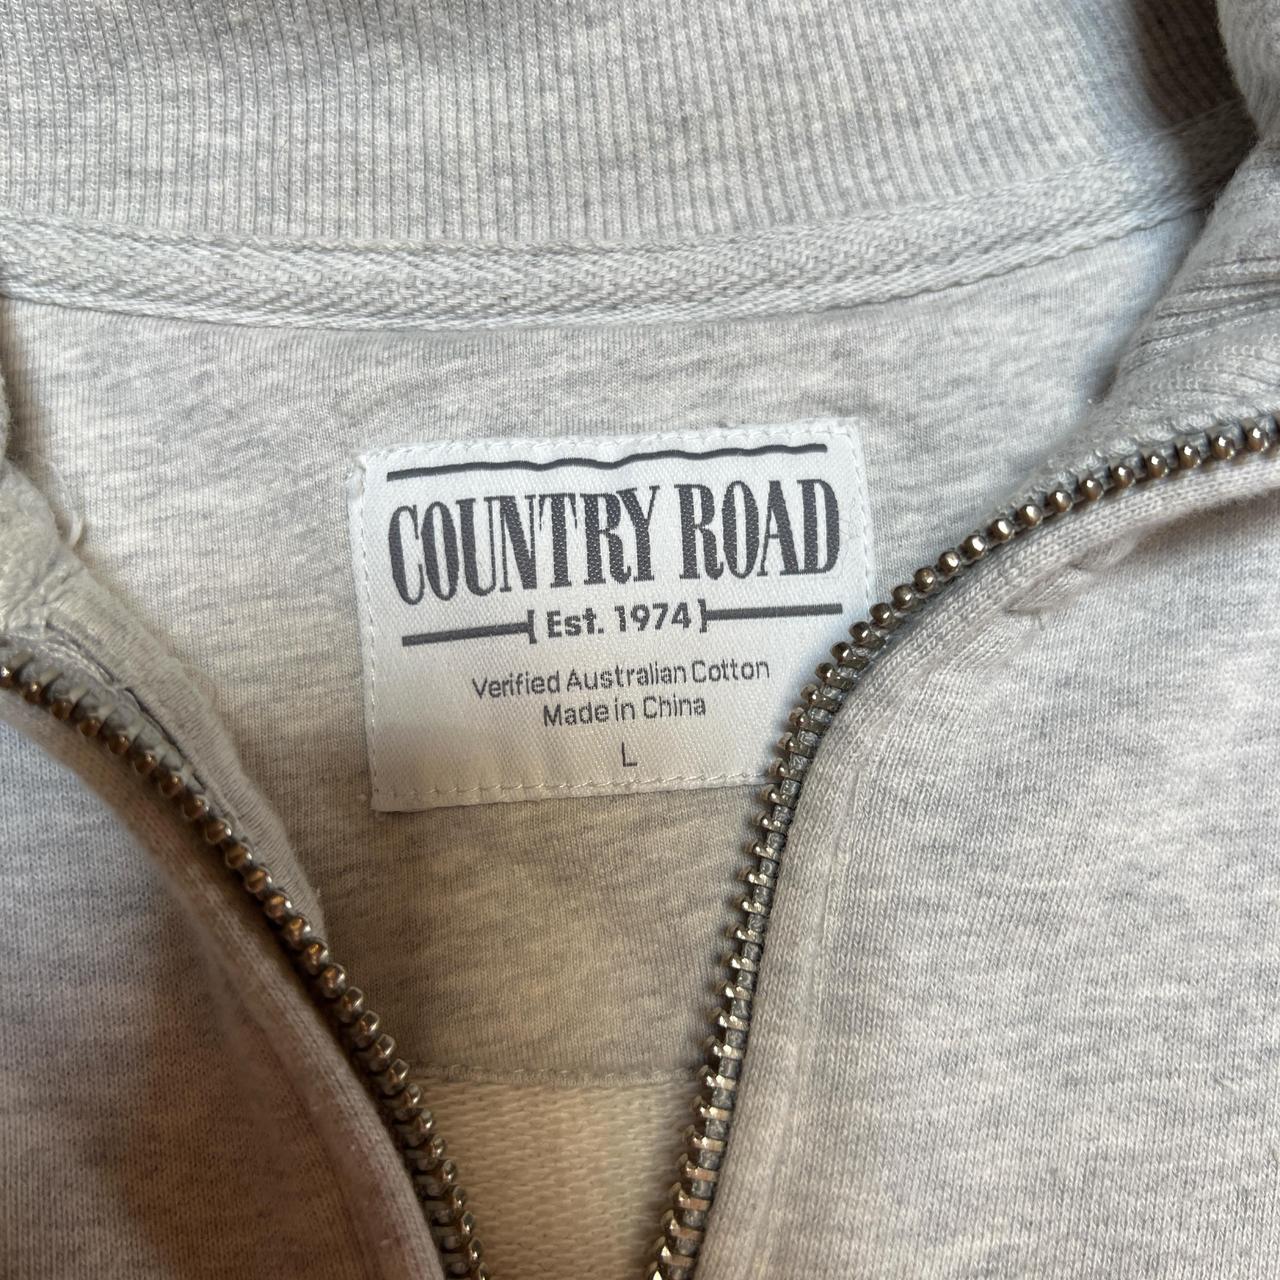 COUNTRY ROAD
[Est. 1974]
Verified Australian Cotton
Made in China
L